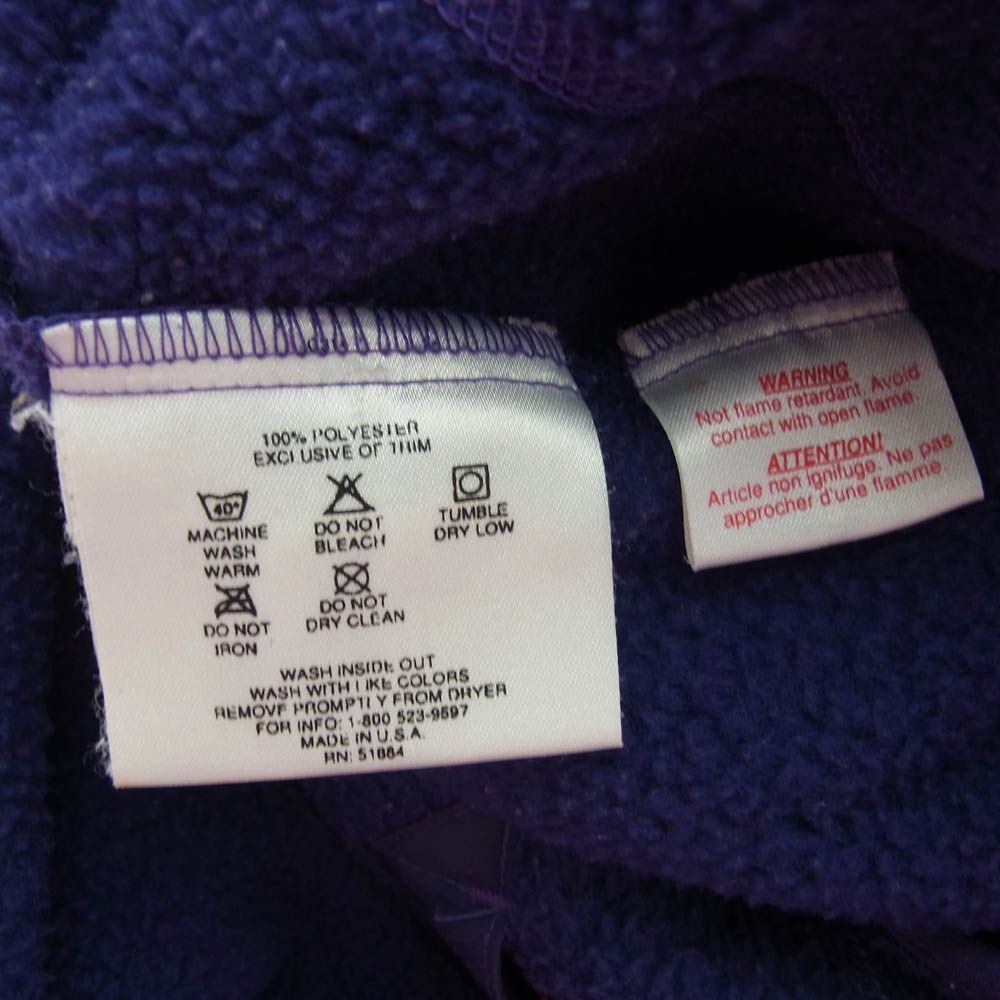 100% POLYESTER
EXCLUSIVE OF TRIM
40°
MACHINE
WASH
WARM
DO NOT
BLEACH
TUMBLE
DRY LOW
DO NOT
IRON
DO NOT
DRY CLEAN
WASH INSIDE OUT
WASH WITH LIKE COLORS
REMOVE PROMPTLY FROM DRYER
FOR INFO: 1-800 523-9597
MADE IN U.S.A.
RN: 51884
WARNING
Not flame retardant. Avoid
contact with open flame.
ATTENTION!
Article non ignifuge. Ne pas
approcher d'une flamme.